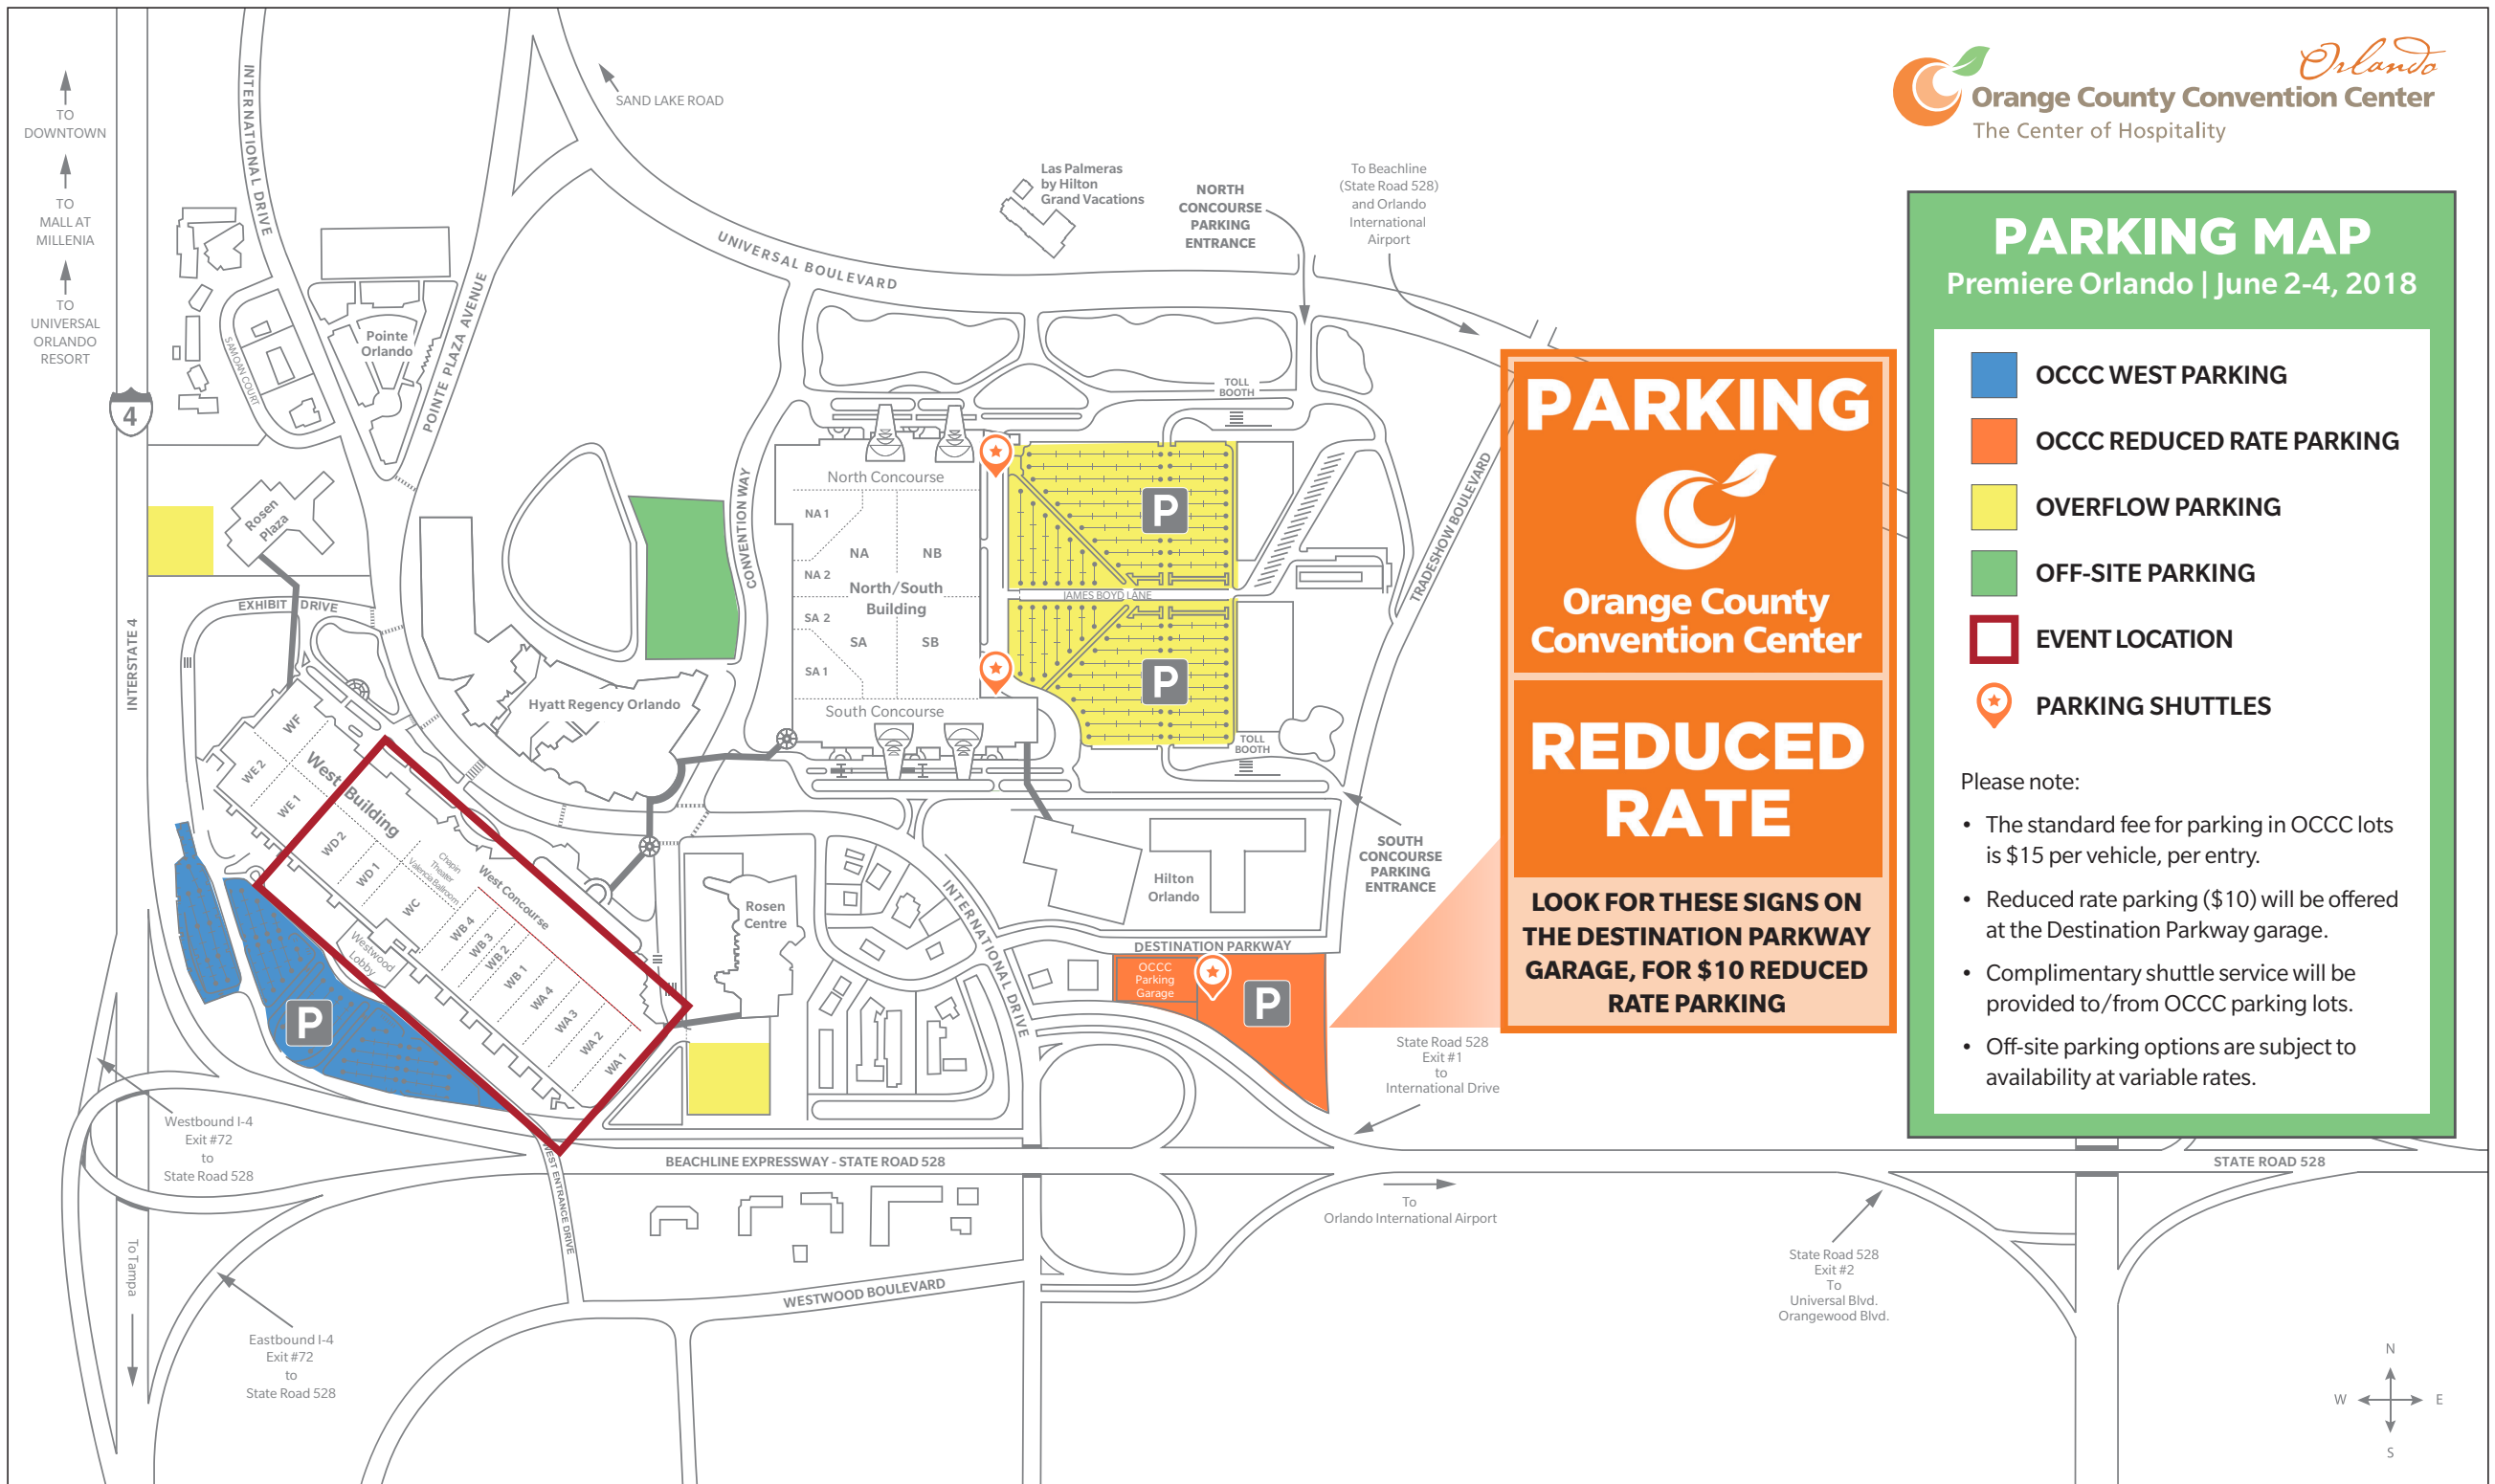 Orlando
Orange County Convention Center
The Center of Hospitality
PARKING MAP
Premiere Orlando | June 2-4, 2018
OCCC WEST PARKING
OCCC REDUCED RATE PARKING
OVERFLOW PARKING
OFF-SITE PARKING
EVENT LOCATION
PARKING SHUTTLES
Please note:
• The standard fee for parking in OCCC lots
is $15 per vehicle, per entry.
• Reduced rate parking ($10) will be offered
at the Destination Parkway garage.
• Complimentary shuttle service will be
provided to/from OCCC parking lots.
• Off-site parking options are subject to
availability at variable rates.
PARKING
Orange County
Convention Center
REDUCED
RATE
LOOK FOR THESE SIGNS ON
THE DESTINATION PARKWAY
GARAGE, FOR $10 REDUCED
RATE PARKING
TO
DOWNTOWN
TO
MALL AT
MILLENIA
TO
UNIVERSAL
ORLANDO
RESORT
4
INTERSTATE 4
INTERNATIONAL DRIVE
SAND LAKE ROAD
UNIVERSAL BOULEVARD
Las Palmeras
by Hilton
Grand Vacations
NORTH
CONCOURSE
PARKING
ENTRANCE
To Beachline
(State Road 528)
and Orlando
International
Airport
SAMOAN COURT
Pointe
Orlando
POINTE PLAZA AVENUE
TOLL
BOOTH
CONVENTION WAY
North Concourse
NA 1
NA
NB
NA 2
North/South
Building
SA 2
SA
SB
SA 1
South Concourse
P
JAMES BOYD LANE
P
TRADESHOW BOULEVARD
TOLL
BOOTH
Rosen
Plaza
EXHIBIT DRIVE
Hyatt Regency Orlando
WF
WE 2
WE 1
West Building
WD 2
WD 1
Chapin
Theater
Valencia Ballroom
WC
West Concourse
WB 4
WB 3
WB 2
WB 1
WA 4
WA 3
WA 2
WA 1
Westwood
Lobby
P
Rosen
Centre
INTERNATIONAL DRIVE
Hilton
Orlando
SOUTH
CONCOURSE
PARKING
ENTRANCE
DESTINATION PARKWAY
OCCC
Parking
Garage
P
State Road 528
Exit #1
to
International Drive
Westbound I-4
Exit #72
to
State Road 528
BEACHLINE EXPRESSWAY - STATE ROAD 528
STATE ROAD 528
WEST ENTRANCE DRIVE
To
Orlando International Airport
To Tampa
WESTWOOD BOULEVARD
State Road 528
Exit #2
To
Universal Blvd.
Orangewood Blvd.
Eastbound I-4
Exit #72
to
State Road 528
N
W
E
S